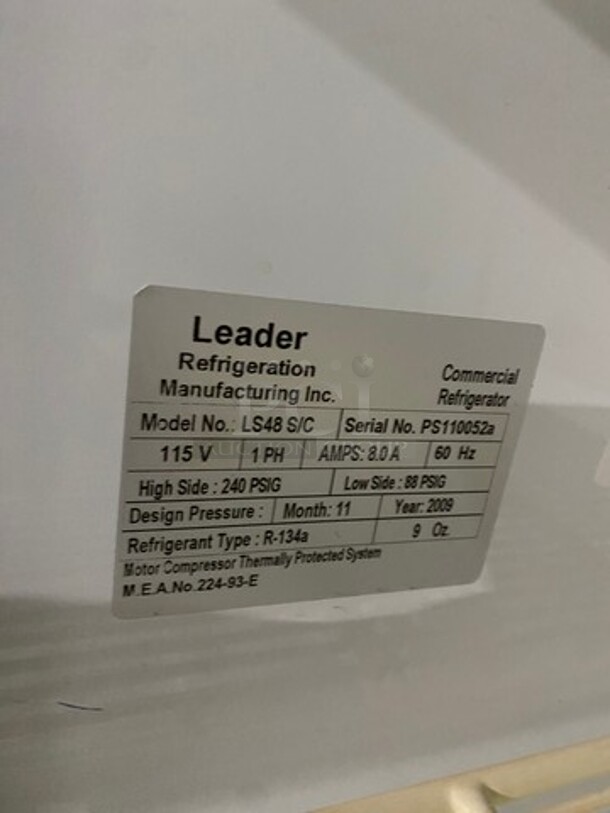 Leader
Refrigeration
Manufacturing Inc.
Commercial
Refrigerator
Model No.: LS48 S/C Serial No. PS110052a
115 V 1 PH AMPS: 8.0 A 60 Hz
High Side : 240 PSIG Low Side : 88 PSIG
Design Pressure : Month: 11 Year: 2009
Refrigerant Type : R-134a 9 Oz.
Motor Compressor Thermally Protected System
M.E.A.No.224-93-E